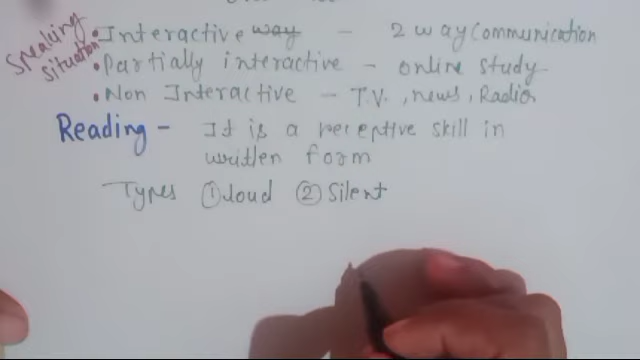 Speaking situation
• Interactive way - 2 way Communication
• Partially interactive - online study
• Non Interactive - T.V., news, Radio
Reading - It is a receptive skill in
written form
Types ① loud ② Silent